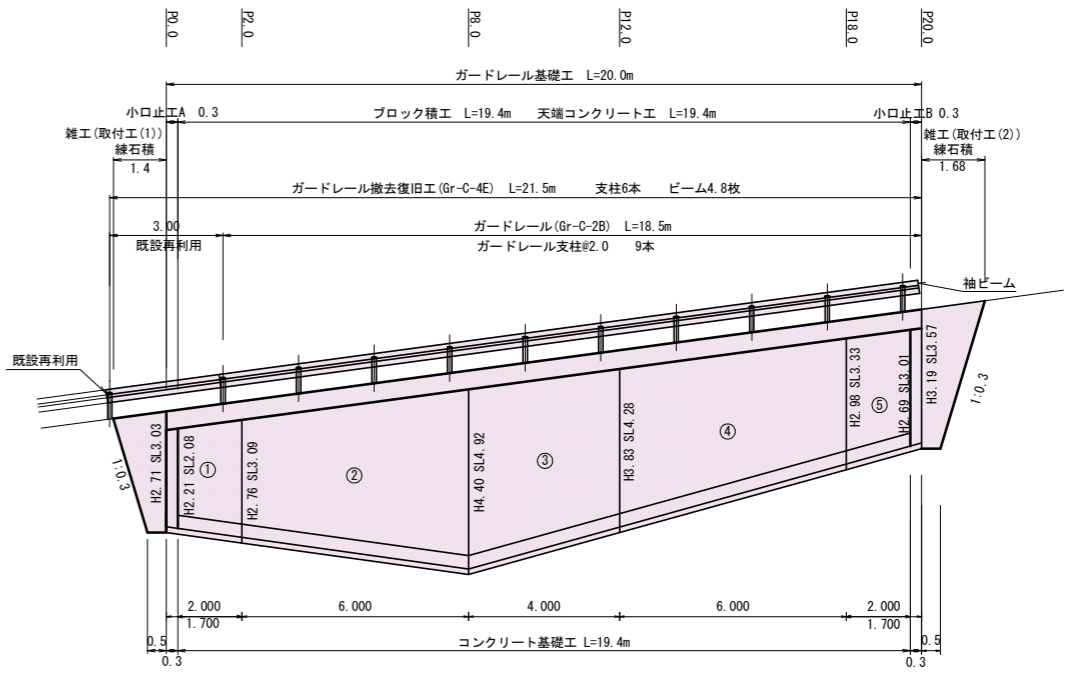 P0.0
P2.0
P8.0
P12.0
P18.0
P20.0
ガードレール基礎工 L=20.0m
小口止工A 0.3
ブロック積工 L=19.4m 天端コンクリート工 L=19.4m
小口止工B 0.3
雑工(取付工(1))
練石積
1.4
雑工(取付工(2))
練石積
1.68
ガードレール撤去復旧工(Gr-C-4E) L=21.5m 支柱6本 ビーム4.8枚
3.00
既設再利用
ガードレール(Gr-C-2B) L=18.5m
ガードレール支柱@2.0 9本
袖ビーム
既設再利用
1:0.3
H2.71 SL3.03
H2.21 SL2.08
①
H2.76 SL3.09
②
H4.40 SL4.92
③
H3.83 SL4.28
④
H2.98 SL3.33
⑤
H2.69 SL3.01
H3.19 SL3.57
1:0.3
2.000
6.000
4.000
6.000
2.000
1.700
1.700
0.5
コンクリート基礎工 L=19.4m
0.5
0.3
0.3